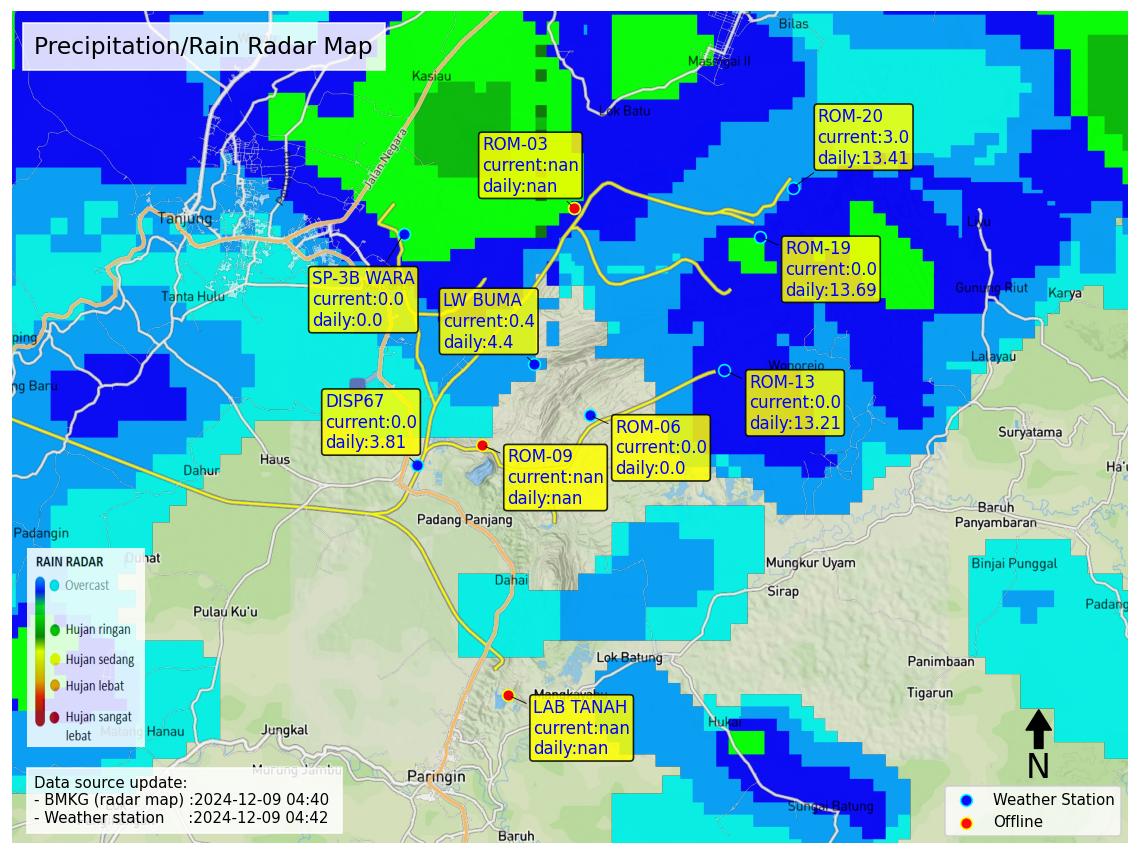 Precipitation/Rain Radar Map
Bilas
Massigai II
Kasiau
Lok Batu
Jalan Negara
ROM-20
current:3.0
daily:13.41
ROM-03
current:nan
daily:nan
Tanjung
Liyu
ROM-19
current:0.0
daily:13.69
SP-3B WARA
current:0.0
daily:0.0
LW BUMA
current:0.4
daily:4.4
Tanta Hulu
Gunung Riut
Karya
ping
Lalayau
ng Baru
ROM-13
current:0.0
daily:13.21
DISP67
current:0.0
daily:3.81
ROM-06
current:0.0
daily:0.0
Suryatama
Haus
Dahur
ROM-09
current:nan
daily:nan
Ha'u
Padang Panjang
Baruh
Panyambaran
Padangin
Mungkur Uyam
Binjai Punggal
Dahai
Sirap
Padang
Pulau Ku'u
RAIN RADAR
Overcast
Hujan ringan
Hujan sedang
Hujan lebat
Hujan sangat
lebat
Lok Batung
Panimbaan
Tigarun
LAB TANAH
current:nan
daily:nan
Hukai
Jungkal
Manau
Murung Jambu
Paringin
N
Sungai Batung
Baruh
Data source update:
- BMKG (radar map) :2024-12-09 04:40
- Weather station :2024-12-09 04:42
Weather Station
Offline